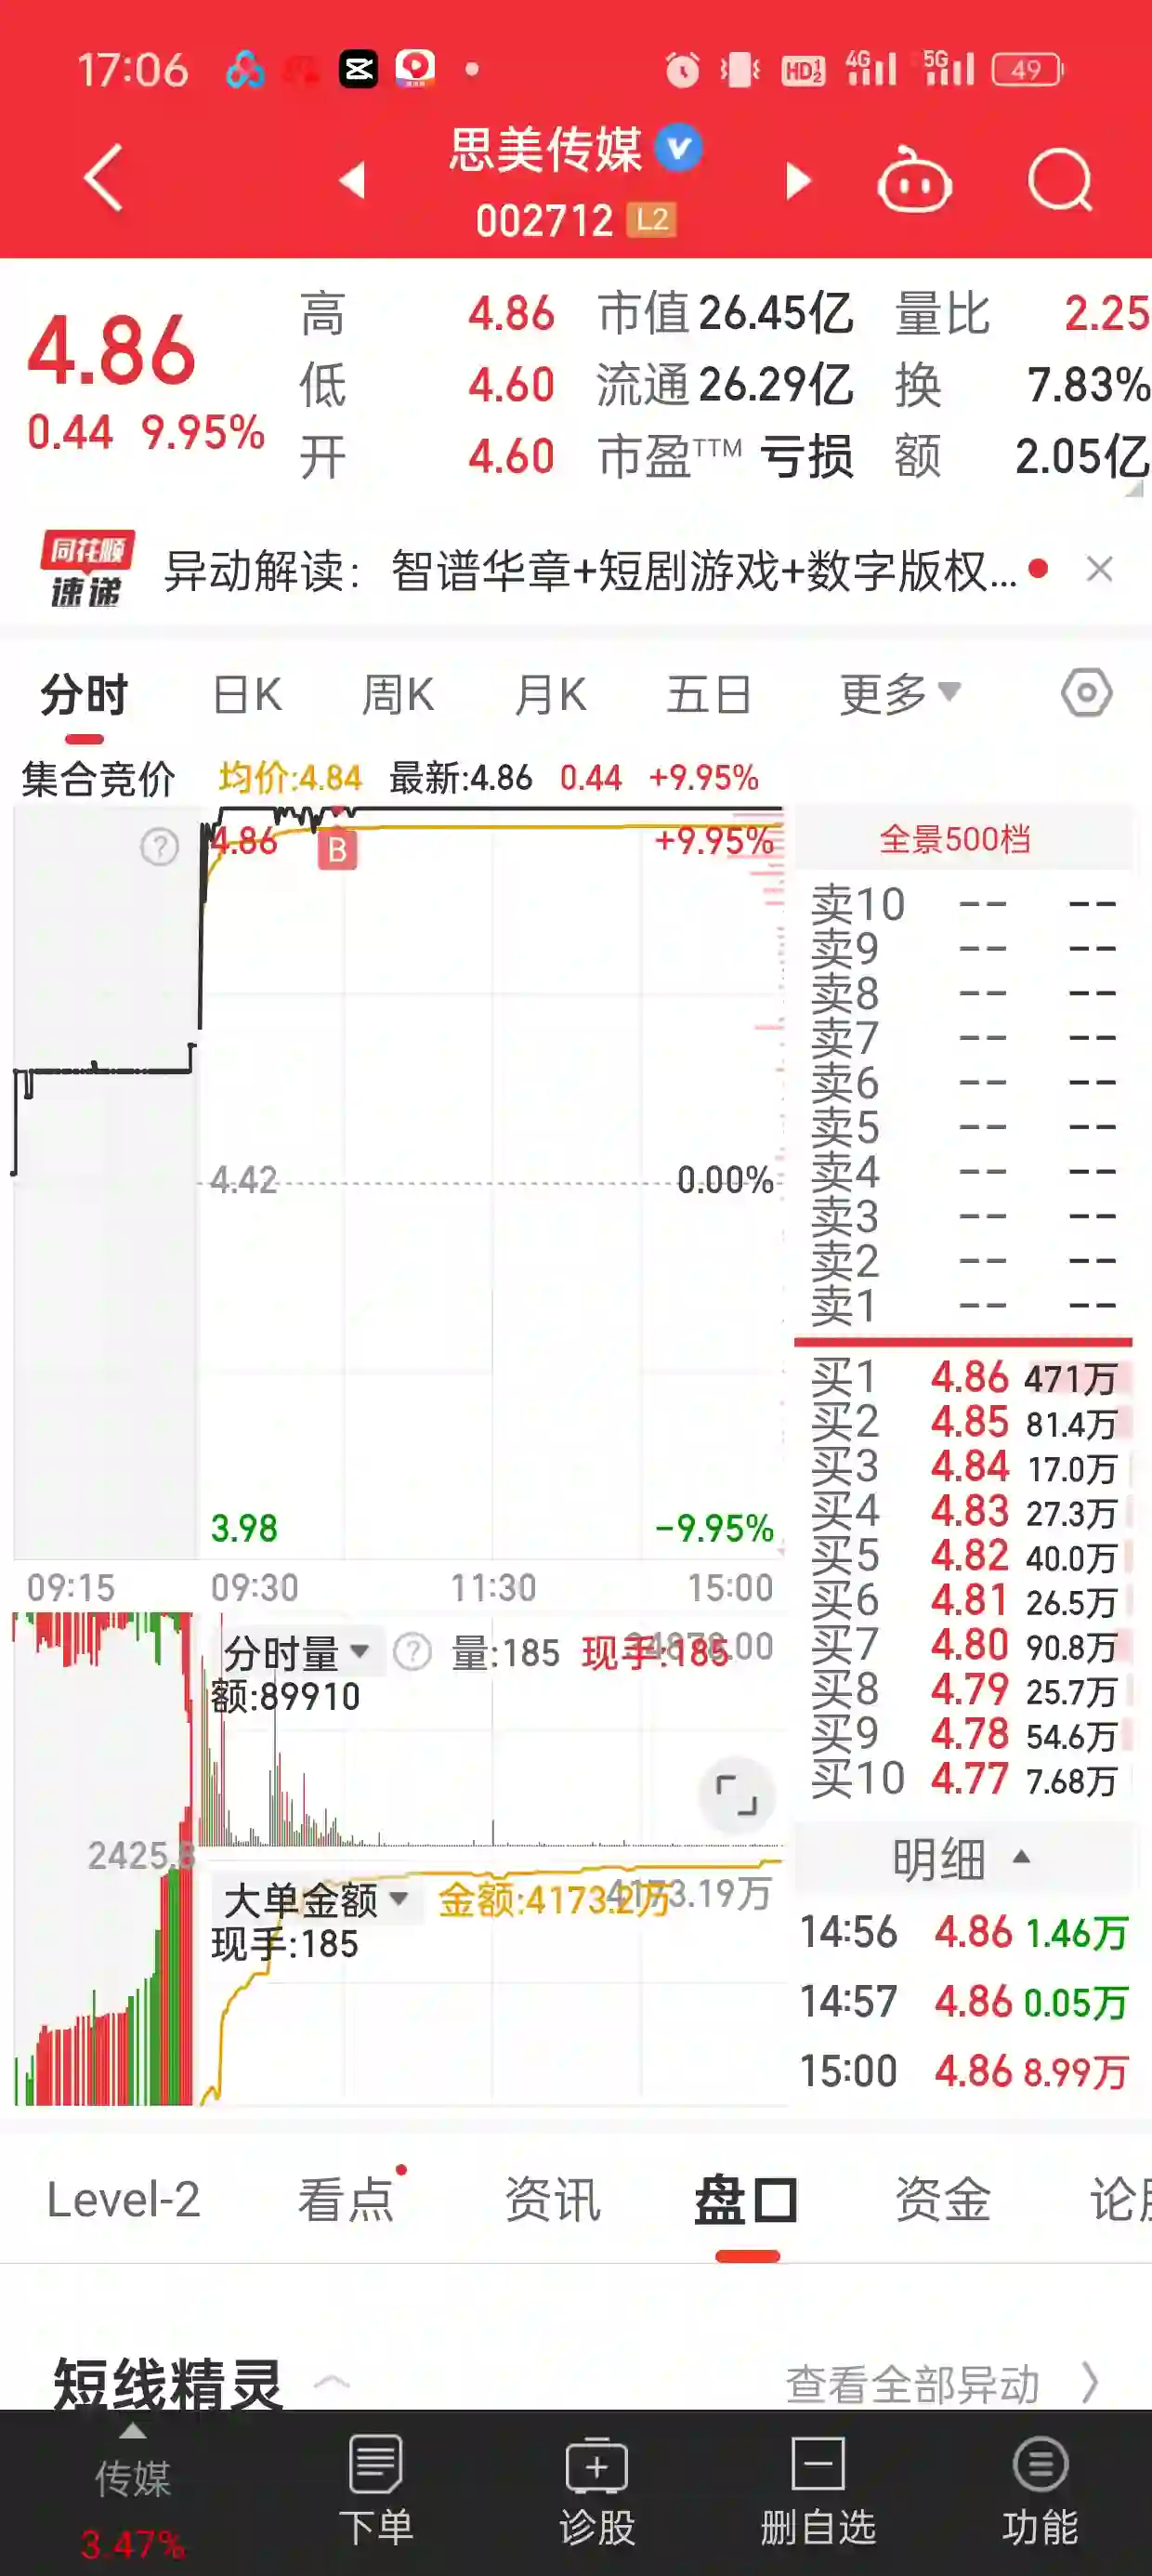 17:06 HD 1 2 4G 5G 49
思美传媒
002712 L2
4.86
0.44 9.95%
高 4.86 市值 26.45亿 量比 2.25
低 4.60 流通 26.29亿 换 7.83%
开 4.60 市盈TTM 亏损 额 2.05亿
同花顺
速递
异动解读：智谱华章+短剧游戏+数字版权...
分时 日K 周K 月K 五日 更多
集合竞价 均价:4.84 最新:4.86 0.44 +9.95%
? 4.86 B +9.95%
4.42 0.00%
3.98 -9.95%
09:15 09:30 11:30 15:00
分时量 ? 量:185 现手:185
额:89910
2425.8
大单金额 金额:4173.2万 4173.19万
现手:185
全景500档
卖10 -- --
卖9 -- --
卖8 -- --
卖7 -- --
卖6 -- --
卖5 -- --
卖4 -- --
卖3 -- --
卖2 -- --
卖1 -- --
买1 4.86 471万
买2 4.85 81.4万
买3 4.84 17.0万
买4 4.83 27.3万
买5 4.82 40.0万
买6 4.81 26.5万
买7 4.80 90.8万
买8 4.79 25.7万
买9 4.78 54.6万
买10 4.77 7.68万
明细
14:56 4.86 1.46万
14:57 4.86 0.05万
15:00 4.86 8.99万
Level-2 看点 资讯 盘口 资金 论
短线精灵 查看全部异动
传媒
3.47%
下单 诊股 删自选 功能